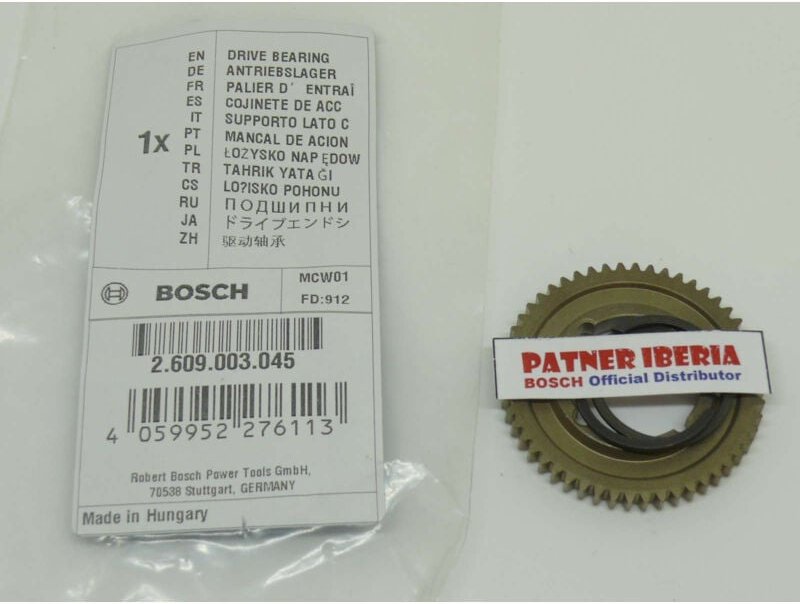 1x
EN DRIVE BEARING
DE ANTRIEBSLAGER
FR PALIER D´ ENTRAÎ
ES COJINETE DE ACC
IT SUPPORTO LATO C
PT MANCAL DE ACION
PL ŁOŻYSKO NAPĘDOW
TR TAHRIK YATAĞI
CS LO?ISKO POHONU
RU ПОДШИПНИ
JA ドライブエンドシ
ZH 驱动轴承
BOSCH
MCW01
FD:912
2.609.003.045
4 059952 276113
Robert Bosch Power Tools GmbH,
70538 Stuttgart, GERMANY
Made in Hungary
PATNER IBERIA
BOSCH Official Distributor